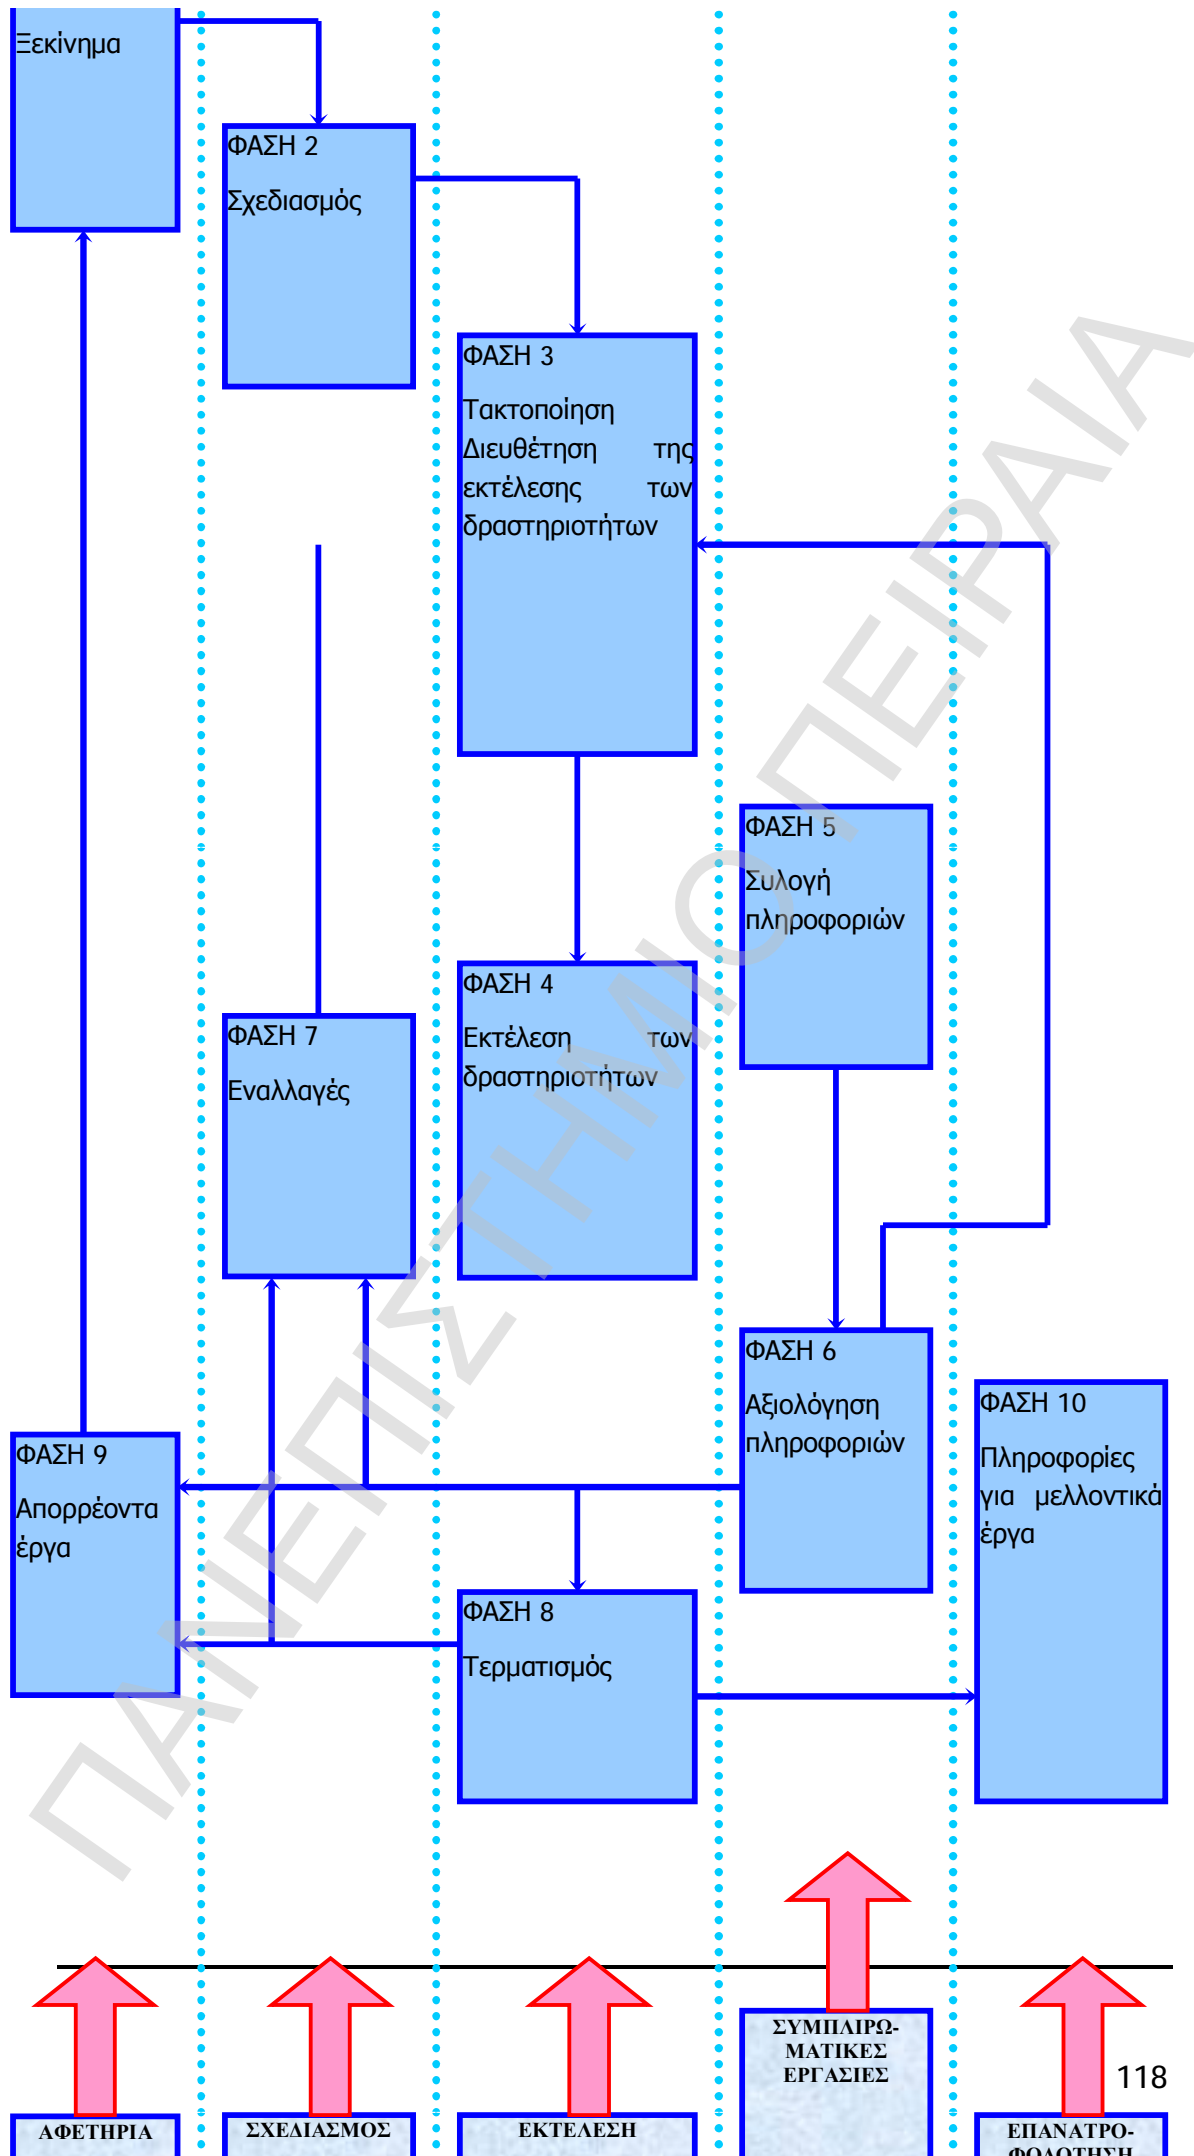 Ξεκίνημα
ΦΑΣΗ 2
Σχεδιασμός
ΦΑΣΗ 3
Τακτοποίηση
Διευθέτηση της
εκτέλεσης των
δραστηριοτήτων
ΦΑΣΗ 5
Συλογή
πληροφοριών
ΦΑΣΗ 4
Εκτέλεση των
δραστηριοτήτων
ΦΑΣΗ 7
Εναλλαγές
ΦΑΣΗ 6
Αξιολόγηση
πληροφοριών
ΦΑΣΗ 10
Πληροφορίες
για μελλοντικά
έργα
ΦΑΣΗ 9
Απορρέοντα
έργα
ΦΑΣΗ 8
Τερματισμός
ΠΑΝΕΠΙΣΤΗΜΙΟ ΠΕΙΡΑΙΑ
ΣΥΜΠΛΙΡΩ-
ΜΑΤΙΚΕΣ
ΕΡΓΑΣΙΕΣ
118
ΑΦΕΤΗΡΙΑ
ΣΧΕΔΙΑΣΜΟΣ
ΕΚΤΕΛΕΣΗ
ΕΠΑΝΑΤΡΟ-
ΦΟΔΟΤΗΣΗ